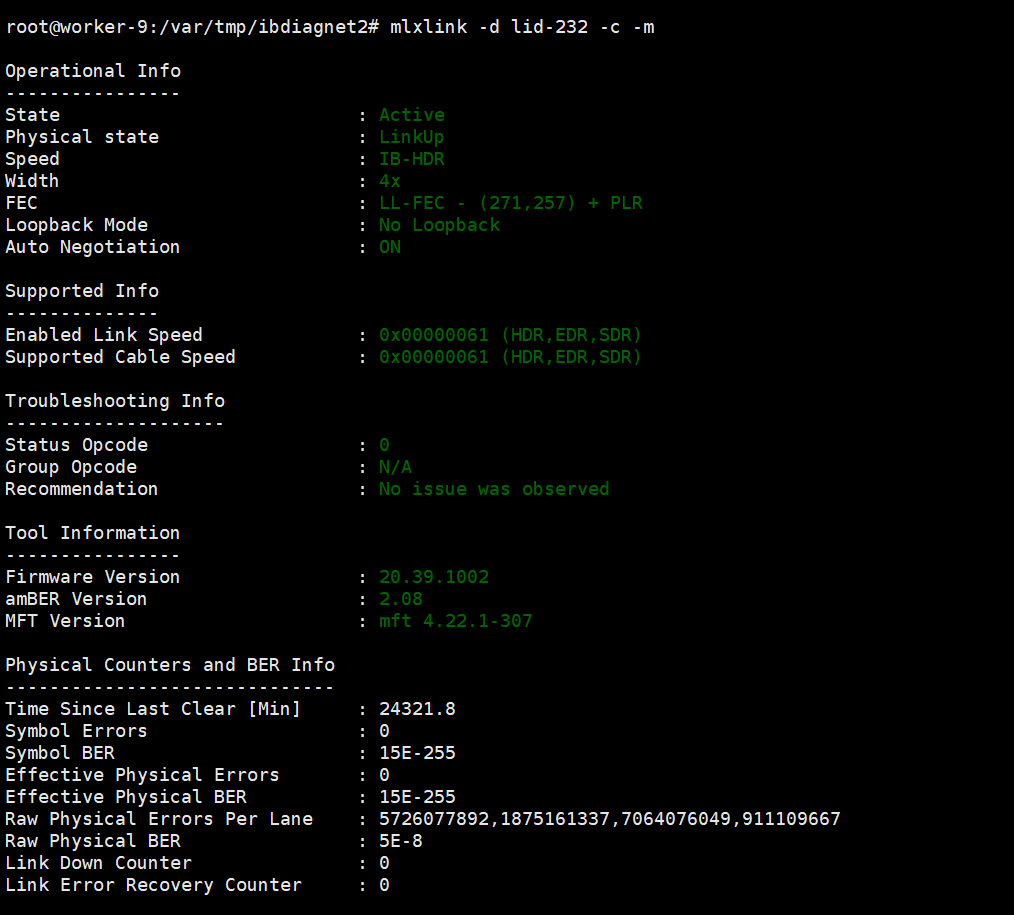 root@worker-9:/var/tmp/ibdiagnet2# mlxlink -d lid-232 -c -m
Operational Info
----------------
State : Active
Physical state : LinkUp
Speed : IB-HDR
Width : 4x
FEC : LL-FEC - (271,257) + PLR
Loopback Mode : No Loopback
Auto Negotiation : ON
Supported Info
--------------
Enabled Link Speed : 0x00000061 (HDR,EDR,SDR)
Supported Cable Speed : 0x00000061 (HDR,EDR,SDR)
Troubleshooting Info
--------------------
Status Opcode : 0
Group Opcode : N/A
Recommendation : No issue was observed
Tool Information
----------------
Firmware Version : 20.39.1002
amBER Version : 2.08
MFT Version : mft 4.22.1-307
Physical Counters and BER Info
------------------------------
Time Since Last Clear [Min] : 24321.8
Symbol Errors : 0
Symbol BER : 15E-255
Effective Physical Errors : 0
Effective Physical BER : 15E-255
Raw Physical Errors Per Lane : 5726077892,1875161337,7064076049,911109667
Raw Physical BER : 5E-8
Link Down Counter : 0
Link Error Recovery Counter : 0